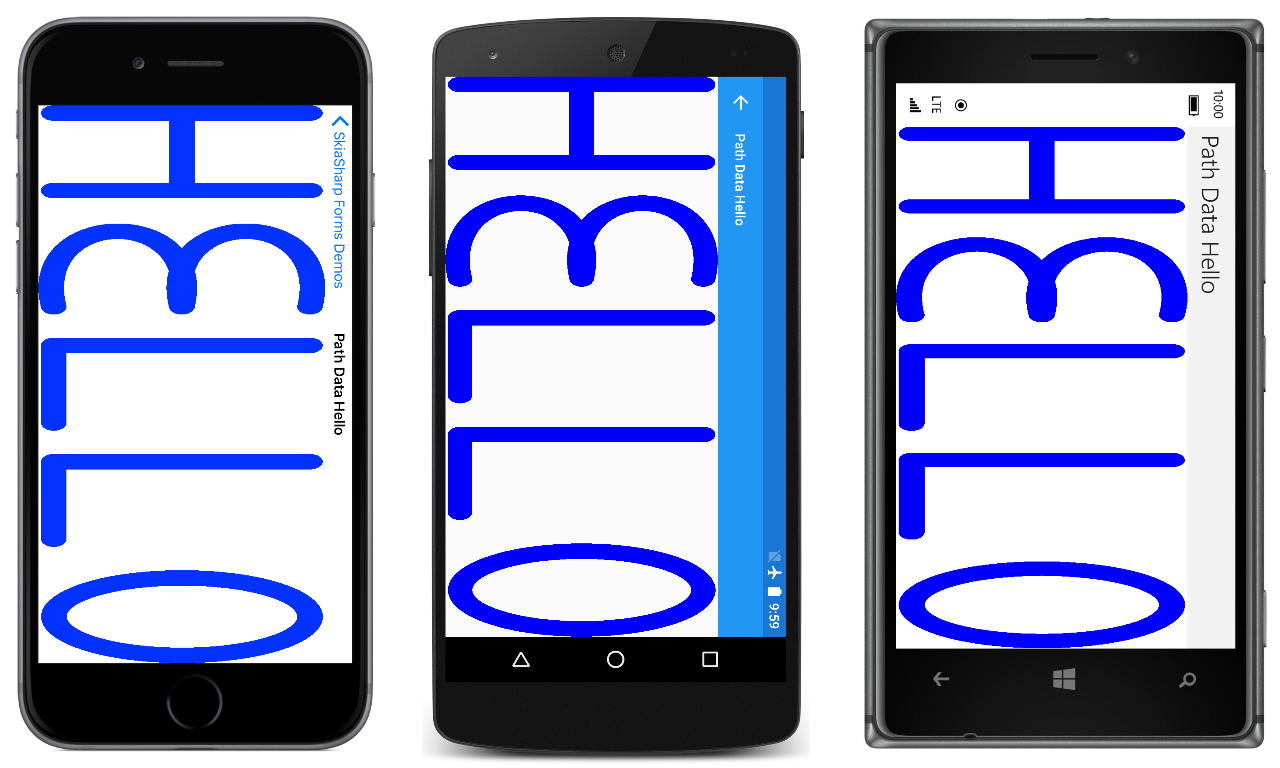 SkiaSharp Forms Demos
Path Data Hello
HELLO
9:59
Path Data Hello
HELLO
10:00
LTE
Path Data Hello
HELLO